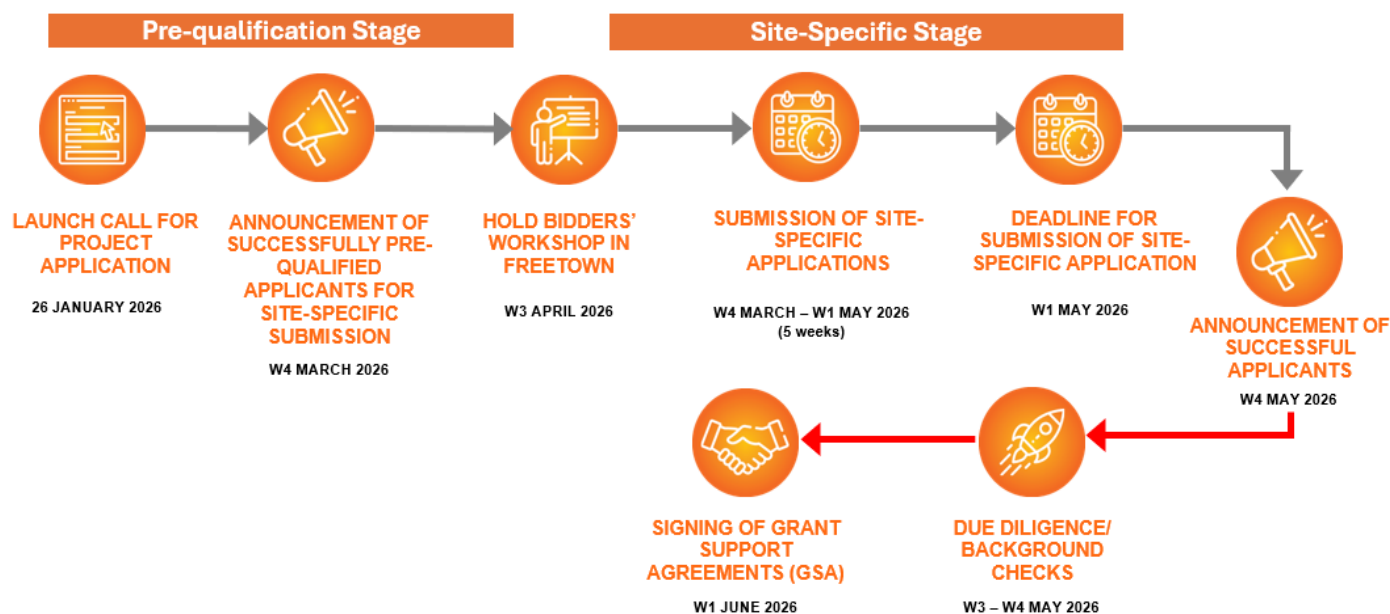 Pre-qualification Stage
Site-Specific Stage
LAUNCH CALL FOR
PROJECT
APPLICATION
26 JANUARY 2026
ANNOUNCEMENT OF
SUCCESSFULLY PRE-
QUALIFIED
APPLICANTS FOR
SITE-SPECIFIC
SUBMISSION
W4 MARCH 2026
HOLD BIDDERS’
WORKSHOP IN
FREETOWN
W3 APRIL 2026
SUBMISSION OF SITE-
SPECIFIC
APPLICATIONS
W4 MARCH – W1 MAY 2026
(5 weeks)
DEADLINE FOR
SUBMISSION OF SITE-
SPECIFIC APPLICATION
W1 MAY 2026
ANNOUNCEMENT OF
SUCCESSFUL
APPLICANTS
W4 MAY 2026
DUE DILIGENCE/
BACKGROUND
CHECKS
W3 – W4 MAY 2026
SIGNING OF GRANT
SUPPORT
AGREEMENTS (GSA)
W1 JUNE 2026